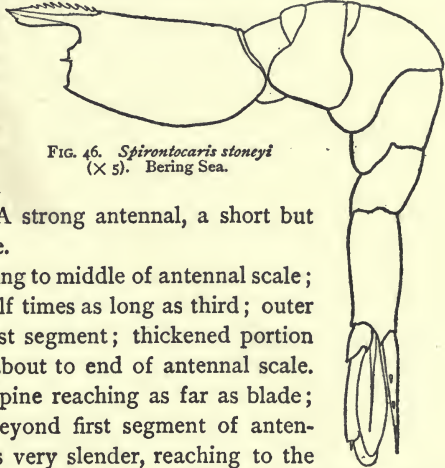 FIG. 46. Spirontocaris stoneyi
(× 5). Bering Sea.
A strong antennal, a short but
e.
ng to middle of antennal scale;
lf times as long as third; outer
st segment; thickened portion
bout to end of antennal scale.
pine reaching as far as blade;
eyond first segment of anten-
s very slender, reaching to the